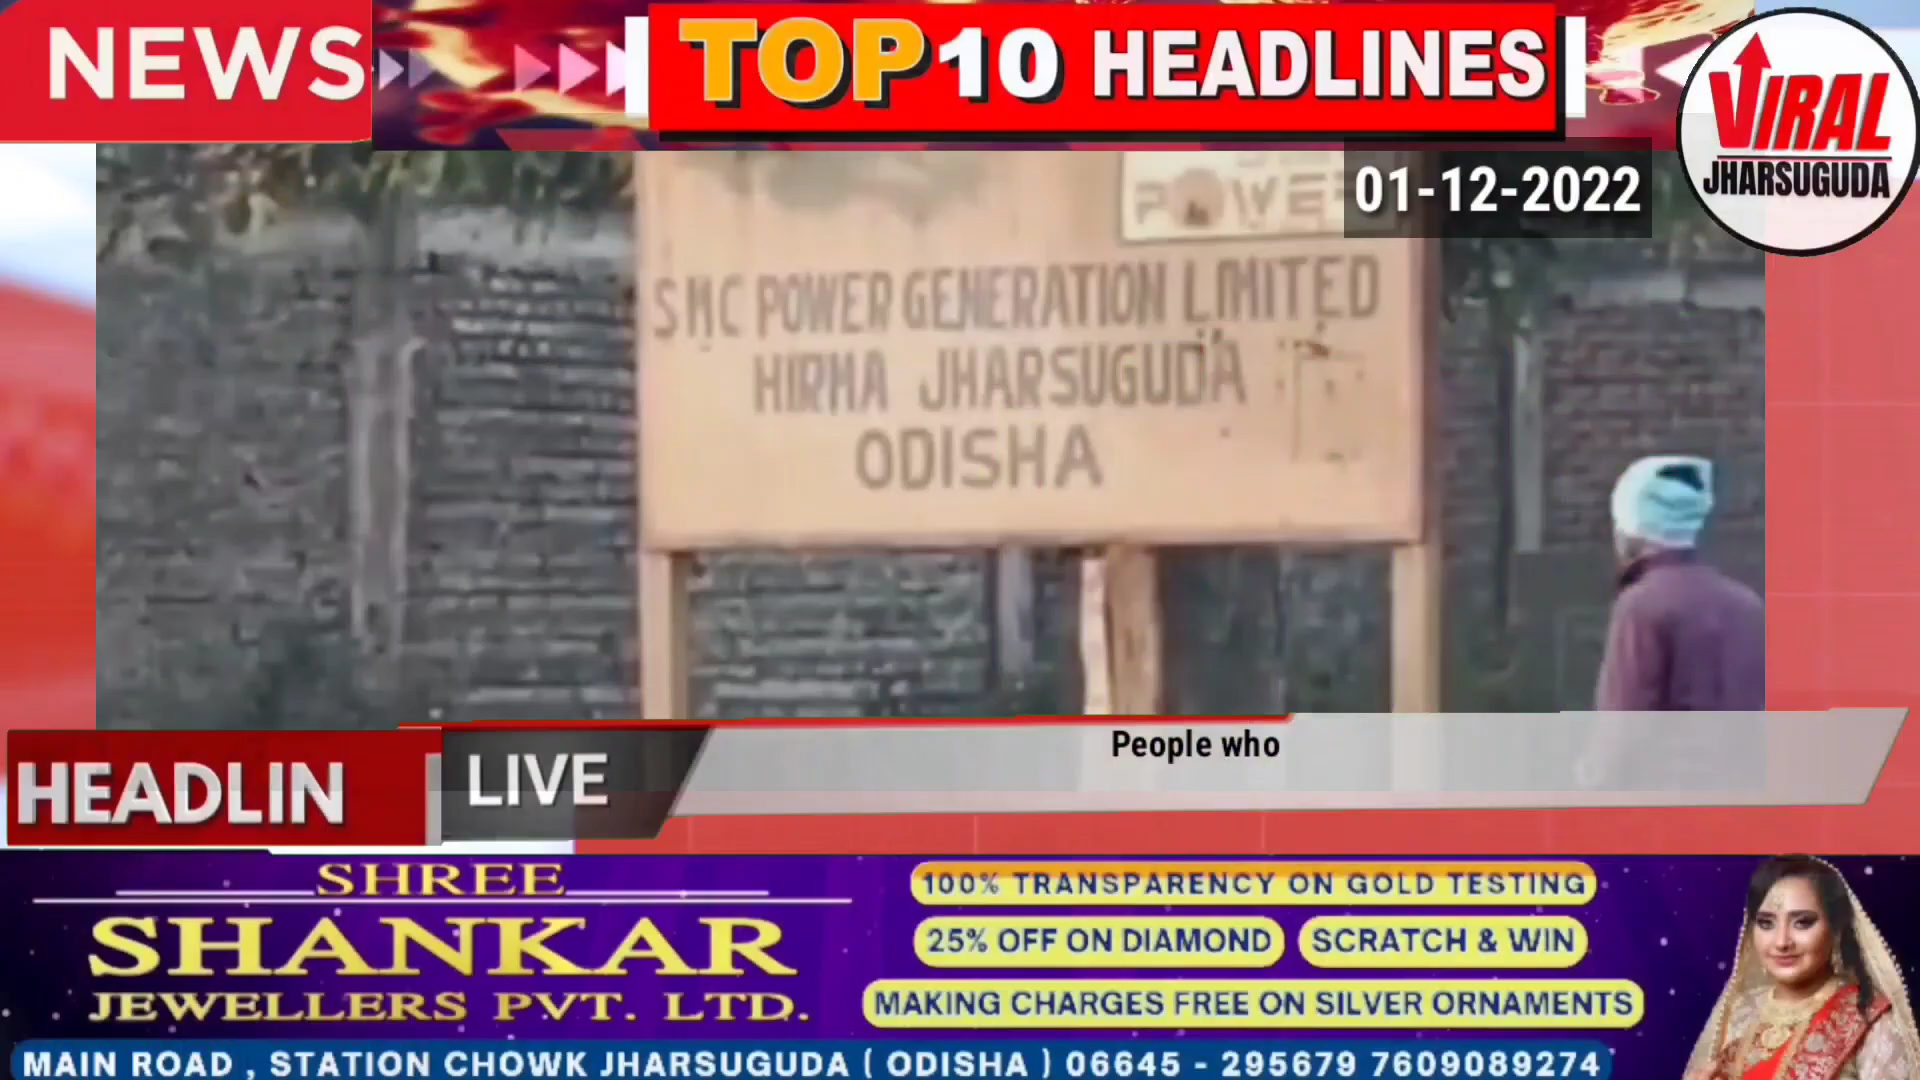 NEWS
TOP 10 HEADLINES
VIRAL
JHARSUGUDA
01-12-2022
POWE
SMC POWER GENERATION LIMITED
HIRMA JHARSUGUDA
ODISHA
People who
HEADLIN
LIVE
SHREE
SHANKAR
JEWELLERS PVT. LTD.
100% TRANSPARENCY ON GOLD TESTING
25% OFF ON DIAMOND
SCRATCH & WIN
MAKING CHARGES FREE ON SILVER ORNAMENTS
MAIN ROAD , STATION CHOWK JHARSUGUDA ( ODISHA ) 06645 - 295679 7609089274